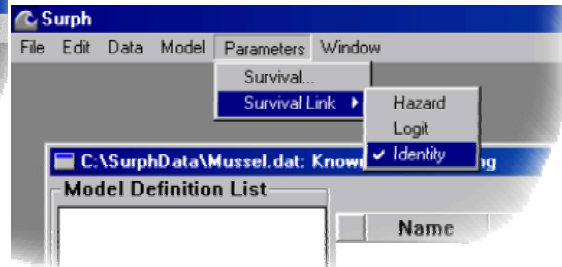 Surph
File Edit Data Model Parameters Window
Survival...
Survival Link
Hazard
Logit
Identity
C:\SurphData\Mussel.dat:
Model Definition List
Name